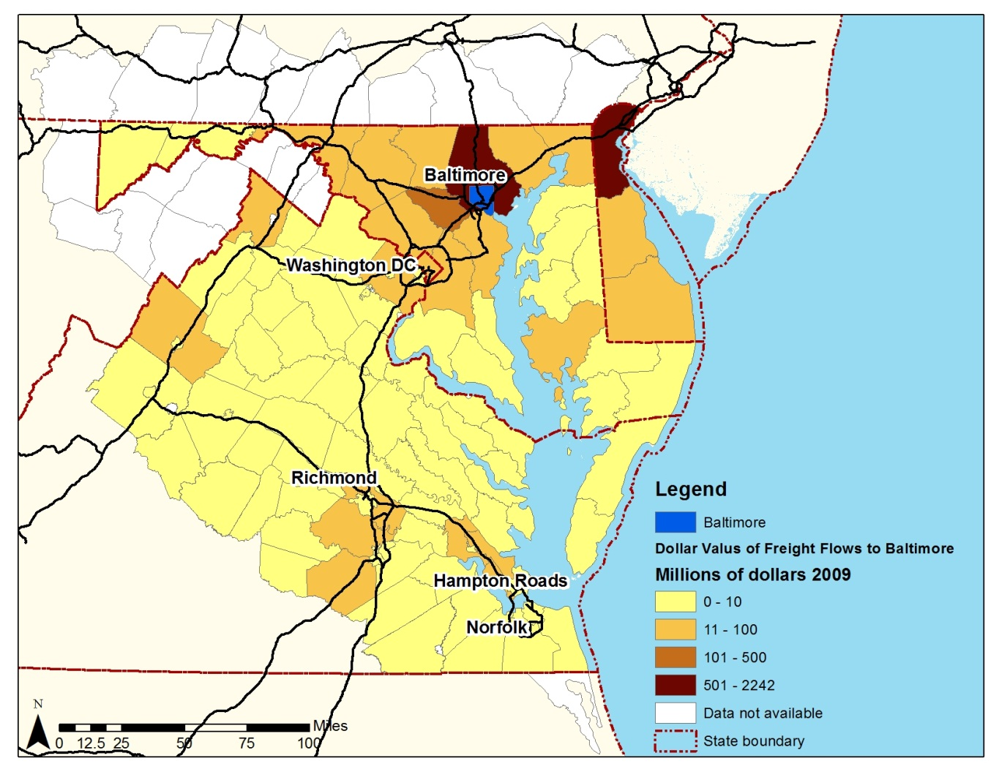 Baltimore
Washington DC
Richmond
Hampton Roads
Norfolk
Legend
Baltimore
Dollar Valus of Freight Flows to Baltimore
Millions of dollars 2009
0 - 10
11 - 100
101 - 500
501 - 2242
Data not available
State boundary
N
Miles
0 12.5 25 50 75 100